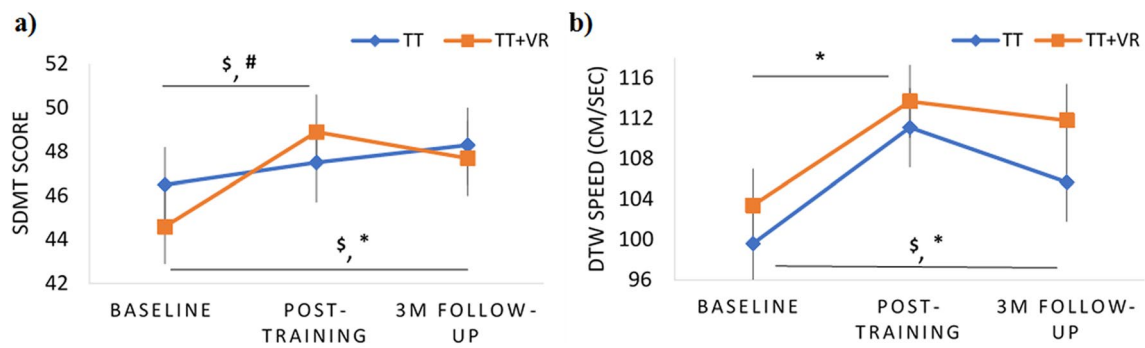 a)
TT TT+VR
SDMT SCORE
52
50
48
46
44
42
$, #
$, *
BASELINE POST-TRAINING 3M FOLLOW-UP
b)
TT TT+VR
DTW SPEED (CM/SEC)
116
112
108
104
100
96
*
$, *
BASELINE POST-TRAINING 3M FOLLOW-UP